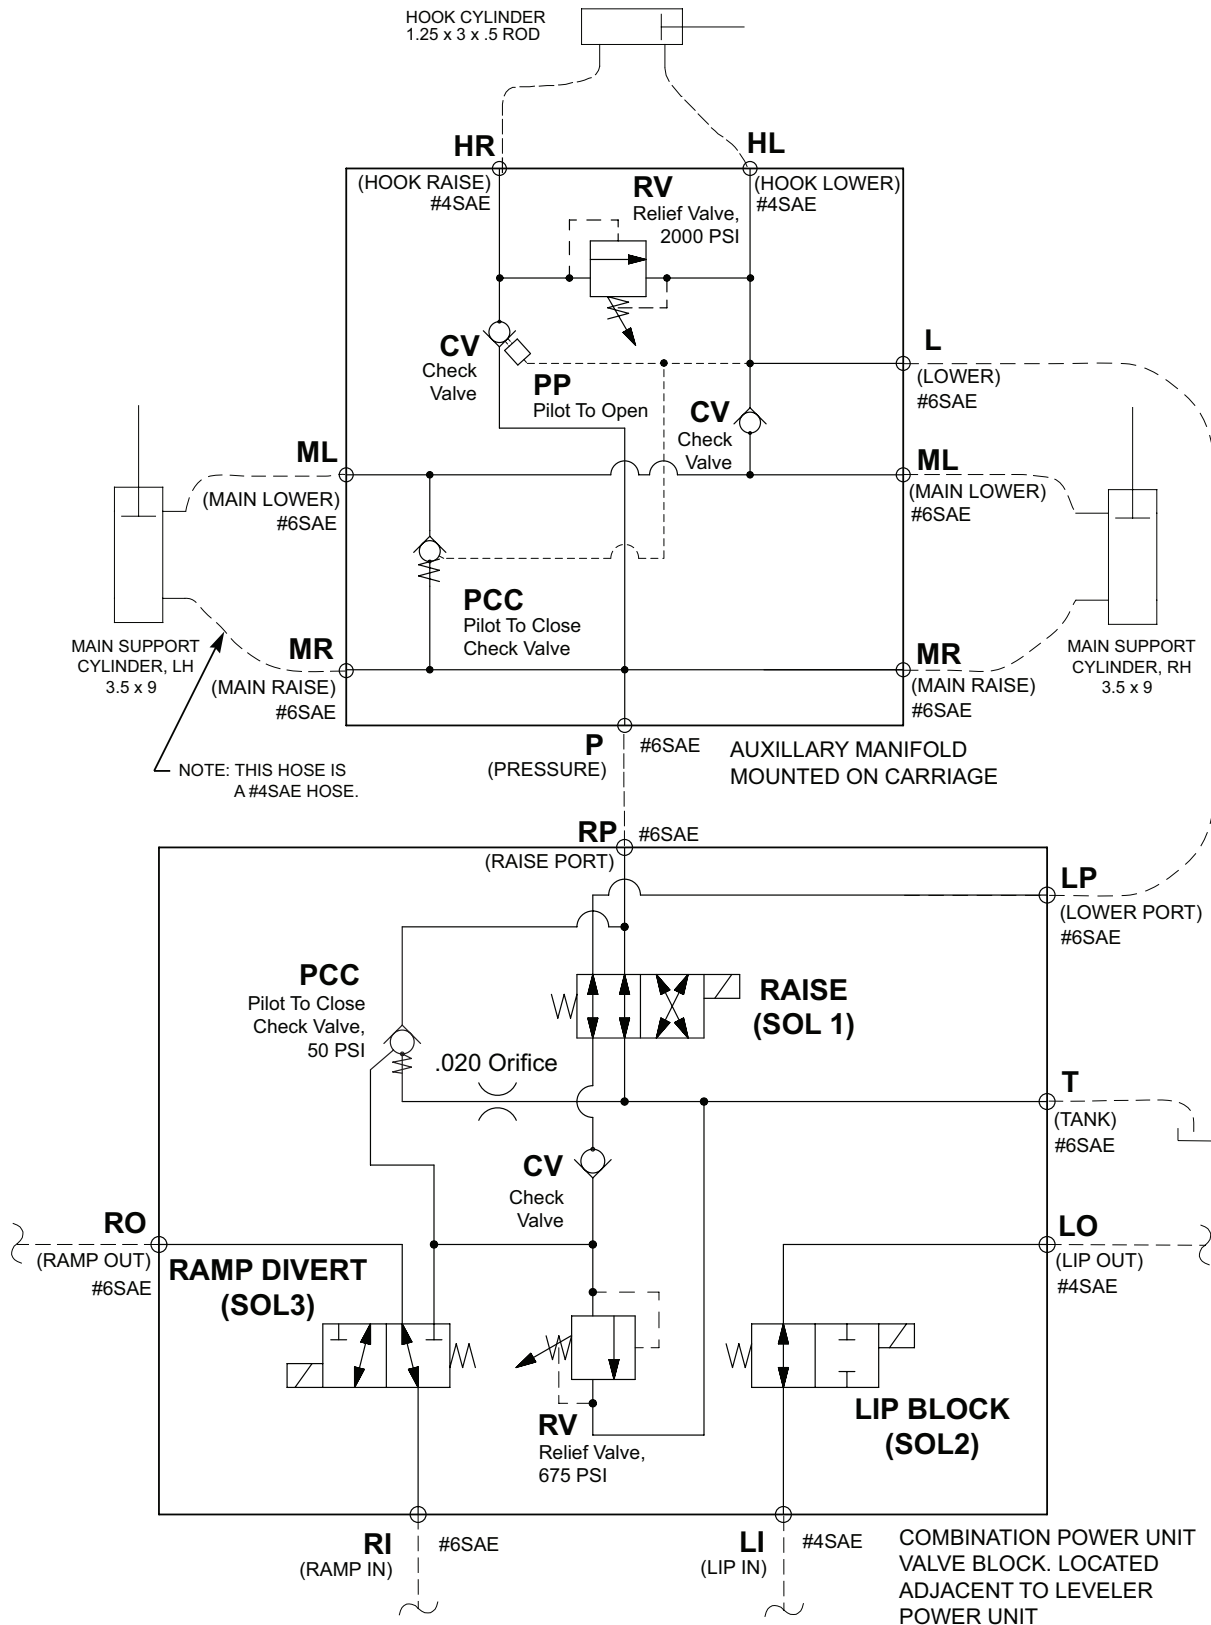 HOOK CYLINDER
1.25 x 3 x .5 ROD
HR
HL
(HOOK RAISE)
#4SAE
RV
Relief Valve,
2000 PSI
(HOOK LOWER)
#4SAE
CV
Check
Valve
PP
Pilot To Open
L
(LOWER)
#6SAE
CV
Check
Valve
ML
(MAIN LOWER)
#6SAE
ML
(MAIN LOWER)
#6SAE
PCC
Pilot To Close
Check Valve
MAIN SUPPORT
CYLINDER, LH
3.5 x 9
MR
(MAIN RAISE)
#6SAE
MR
(MAIN RAISE)
#6SAE
MAIN SUPPORT
CYLINDER, RH
3.5 x 9
NOTE: THIS HOSE IS
A #4SAE HOSE.
P
(PRESSURE)
#6SAE
AUXILLARY MANIFOLD
MOUNTED ON CARRIAGE
RP
(RAISE PORT)
#6SAE
LP
(LOWER PORT)
#6SAE
PCC
Pilot To Close
Check Valve,
50 PSI
RAISE
(SOL 1)
.020 Orifice
T
(TANK)
#6SAE
CV
Check
Valve
RO
(RAMP OUT)
#6SAE
RAMP DIVERT
(SOL3)
LO
(LIP OUT)
#4SAE
RV
Relief Valve,
675 PSI
LIP BLOCK
(SOL2)
RI
(RAMP IN)
#6SAE
LI
(LIP IN)
#4SAE
COMBINATION POWER UNIT
VALVE BLOCK. LOCATED
ADJACENT TO LEVELER
POWER UNIT